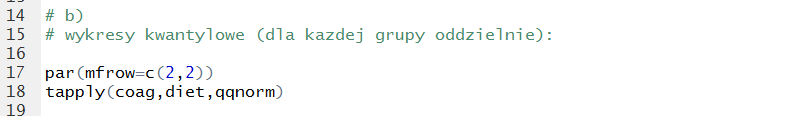 14 # b)
15 # wykresy kwantylowe (dla kazdej grupy oddzielnie):
16
17 par(mfrow=c(2,2))
18 tapply(coag,diet,qqnorm)
19